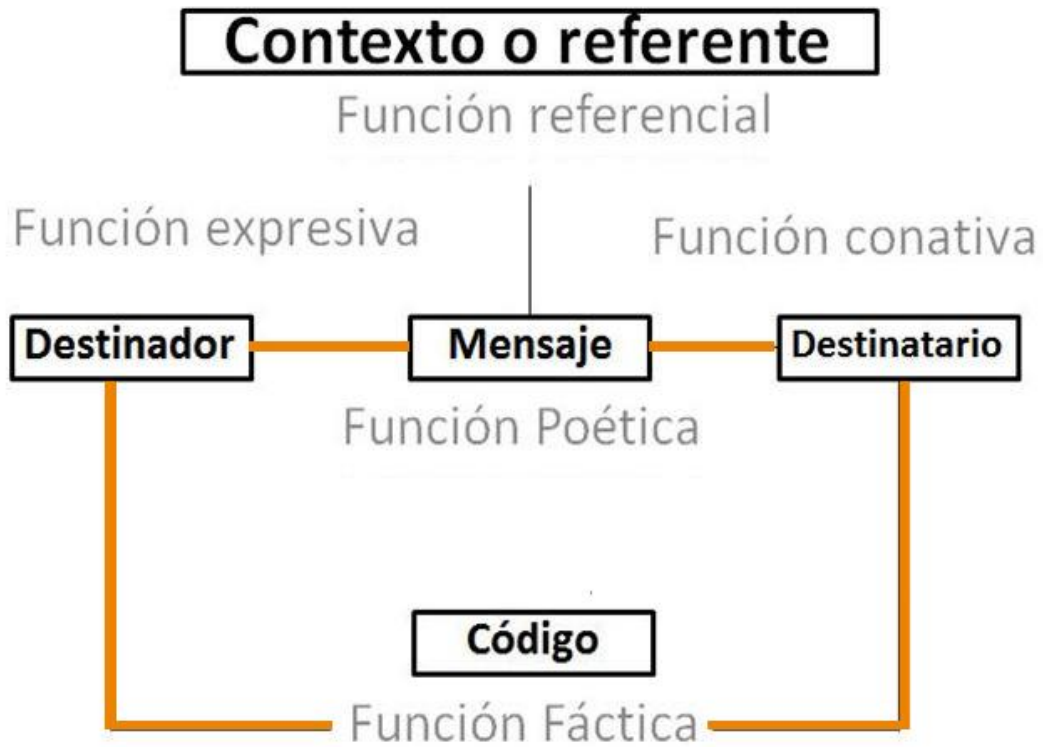 Contexto o referente
Función referencial
Función expresiva
Función conativa
Destinador
Mensaje
Destinatario
Función Poética
Código
Función Fáctica